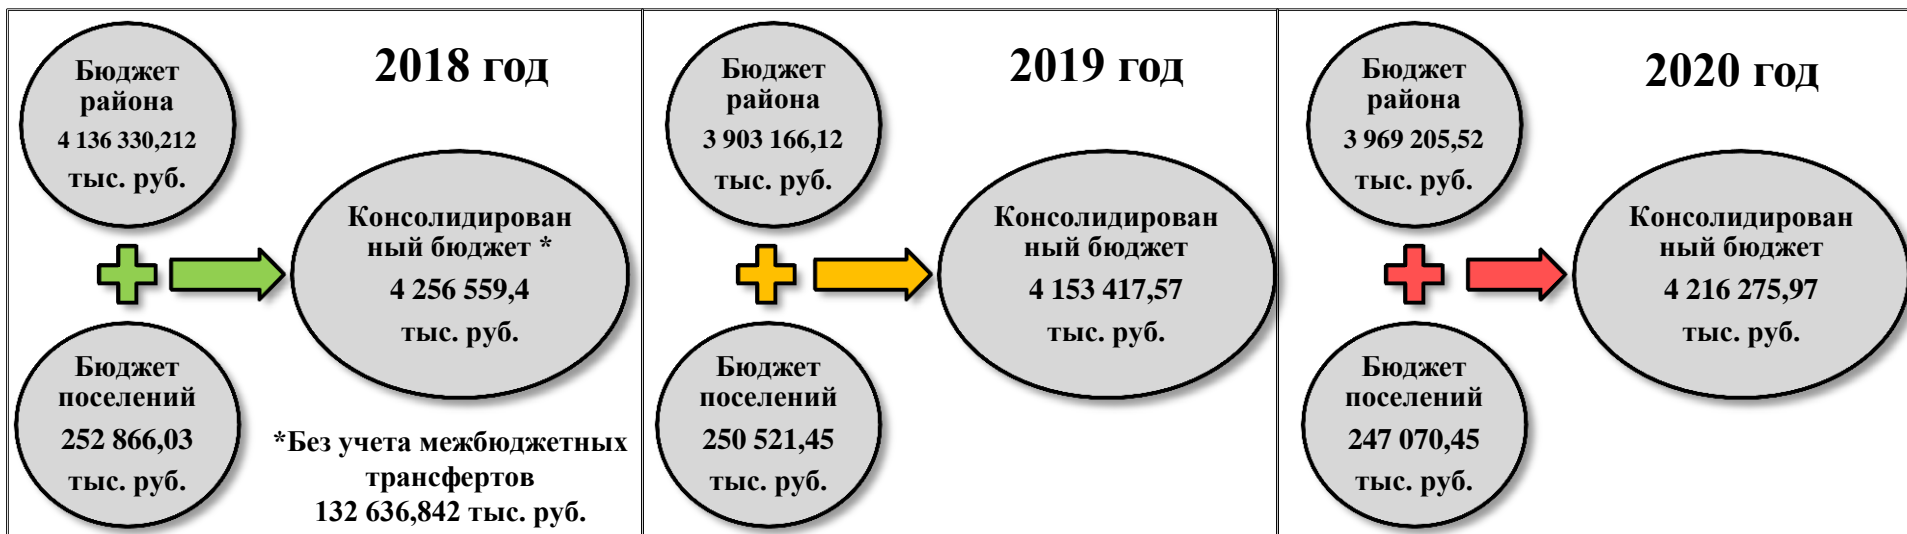 2018 год
Бюджет
района
4 136 330,212
тыс. руб.
Консолидирован
ный бюджет *
4 256 559,4
тыс. руб.
Бюджет
поселений
252 866,03
тыс. руб.
*Без учета межбюджетных
трансфертов
132 636,842 тыс. руб.
2019 год
Бюджет
района
3 903 166,12
тыс. руб.
Консолидирован
ный бюджет
4 153 417,57
тыс. руб.
Бюджет
поселений
250 521,45
тыс. руб.
2020 год
Бюджет
района
3 969 205,52
тыс. руб.
Консолидирован
ный бюджет
4 216 275,97
тыс. руб.
Бюджет
поселений
247 070,45
тыс. руб.